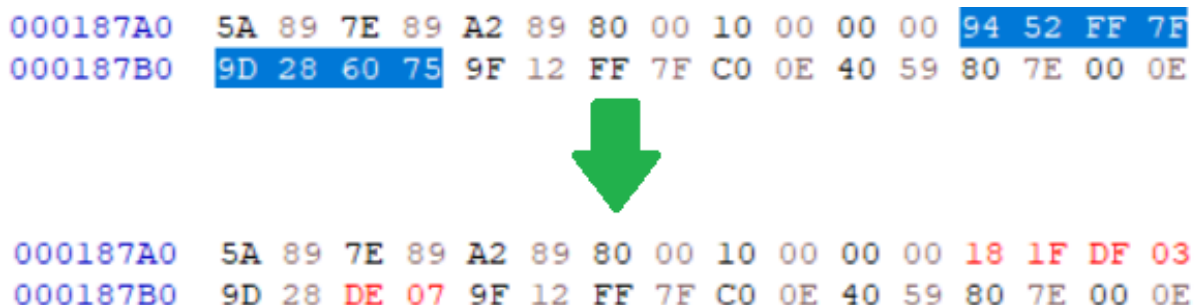 000187A0 5A 89 7E 89 A2 89 80 00 10 00 00 00 94 52 FF 7F
000187B0 9D 28 60 75 9F 12 FF 7F C0 0E 40 59 80 7E 00 0E
000187A0 5A 89 7E 89 A2 89 80 00 10 00 00 00 18 1F DF 03
000187B0 9D 28 DE 07 9F 12 FF 7F C0 0E 40 59 80 7E 00 0E